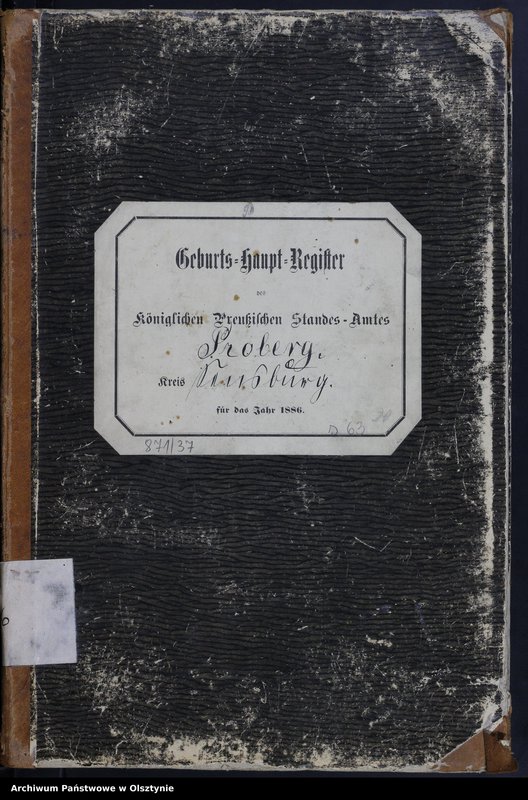 Geburts=Haupt=Register
des
Königlichen Preußischen Standes-Amtes
Proberg.
Kreis Sensburg.
für das Jahr 1886.
871/37
D 63
Archiwum Państwowe w Olsztynie